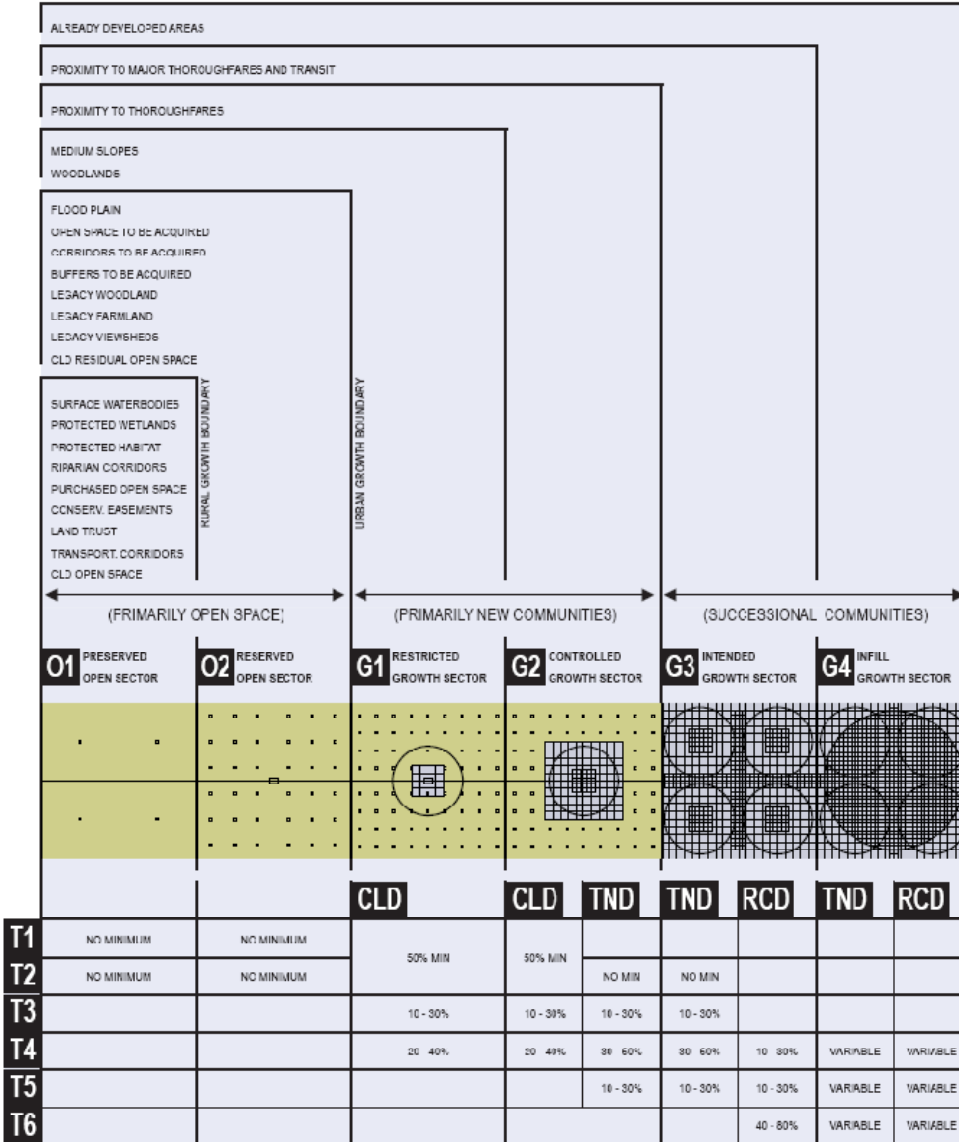 ALREADY DEVELOPED AREAS
PROXIMITY TO MAJOR THOROUGHFARES AND TRANSIT
PROXIMITY TO THOROUGHFARES
MEDIUM SLOPES
WOODLANDS
FLOOD PLAIN
OPEN SPACE TO BE ACQUIRED
CORRIDORS TO BE ACQUIRED
BUFFERS TO BE ACQUIRED
LEGACY WOODLAND
LEGACY FARMLAND
LEGACY VIEWSHEDS
CLD RESIDUAL OPEN SPACE
SURFACE WATERBODIES
PROTECTED WETLANDS
PROTECTED HABITAT
RIPARIAN CORRIDORS
PURCHASED OPEN SPACE
CONSERV. EASEMENTS
LAND TRUST
TRANSPORT. CORRIDORS
CLD OPEN SPACE
RURAL GROWTH BOUNDARY
URBAN GROWTH BOUNDARY
(PRIMARILY OPEN SPACE) (PRIMARILY NEW COMMUNITIES) (SUCCESSIONAL COMMUNITIES)
O1 PRESERVED OPEN SECTOR
O2 RESERVED OPEN SECTOR
G1 RESTRICTED GROWTH SECTOR
G2 CONTROLLED GROWTH SECTOR
G3 INTENDED GROWTH SECTOR
G4 INFILL GROWTH SECTOR
CLD CLD TND TND RCD TND RCD
T1 NO MINIMUM NO MINIMUM
50% MIN 50% MIN
T2 NO MINIMUM NO MINIMUM NO MIN NO MIN
T3 10 - 30% 10 - 30% 10 - 30% 10 - 30%
T4 20 - 40% 20 - 40% 30 - 60% 30 - 60% 10 - 30% VARIABLE VARIABLE
T5 10 - 30% 10 - 30% 10 - 30% VARIABLE VARIABLE
T6 40 - 80% VARIABLE VARIABLE